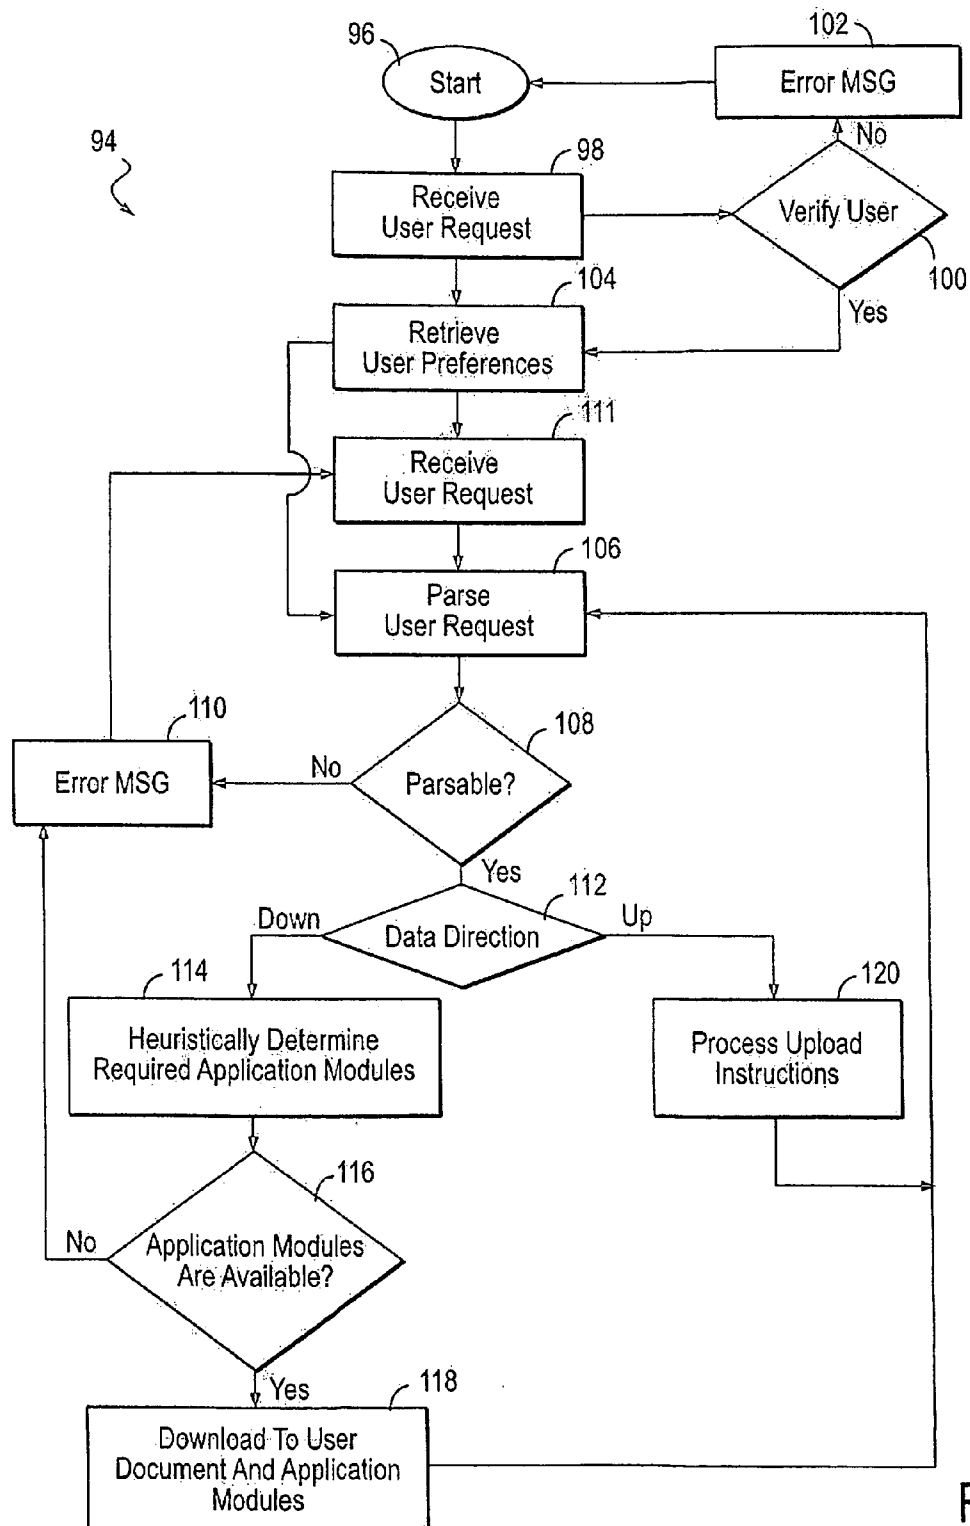 96
102
Start
Error MSG
No
94
98
Receive
User Request
Verify User
100
104
Yes
Retrieve
User Preferences
111
Receive
User Request
106
Parse
User Request
110
108
Error MSG
No
Parsable?
Yes
112
Down
Data Direction
Up
114
120
Heuristically Determine
Required Application Modules
Process Upload
Instructions
116
No
Application Modules
Are Available?
Yes
118
Download To User
Document And Application
Modules